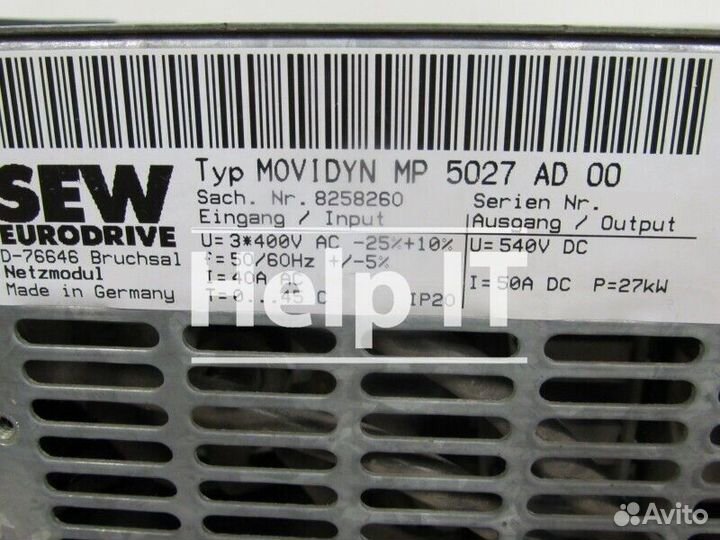 SEW
EURODRIVE
D-76646 Bruchsal
Netzmodul
Made in Germany
Typ MOVIDYN MP 5027 AD 00
Sach. Nr. 8258260
Eingang / Input
U= 3*400V AC -25%+10%
f= 50/60Hz +/-5%
I= 40A AC
T= 0...45 C IP20
Serien Nr.
Ausgang / Output
U= 540V DC
I= 50A DC P=27kW
Help IT
Avito